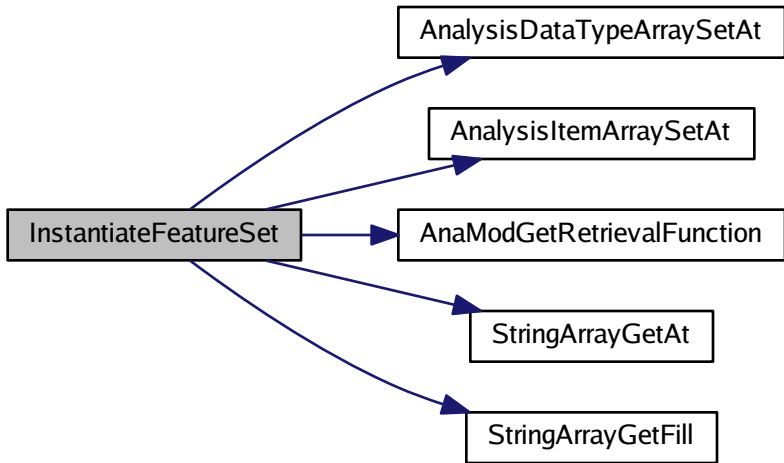 AnalysisDataTypeArraySetAt
AnalysisItemArraySetAt
InstantiateFeatureSet
AnaModGetRetrievalFunction
StringArrayGetAt
StringArrayGetFill